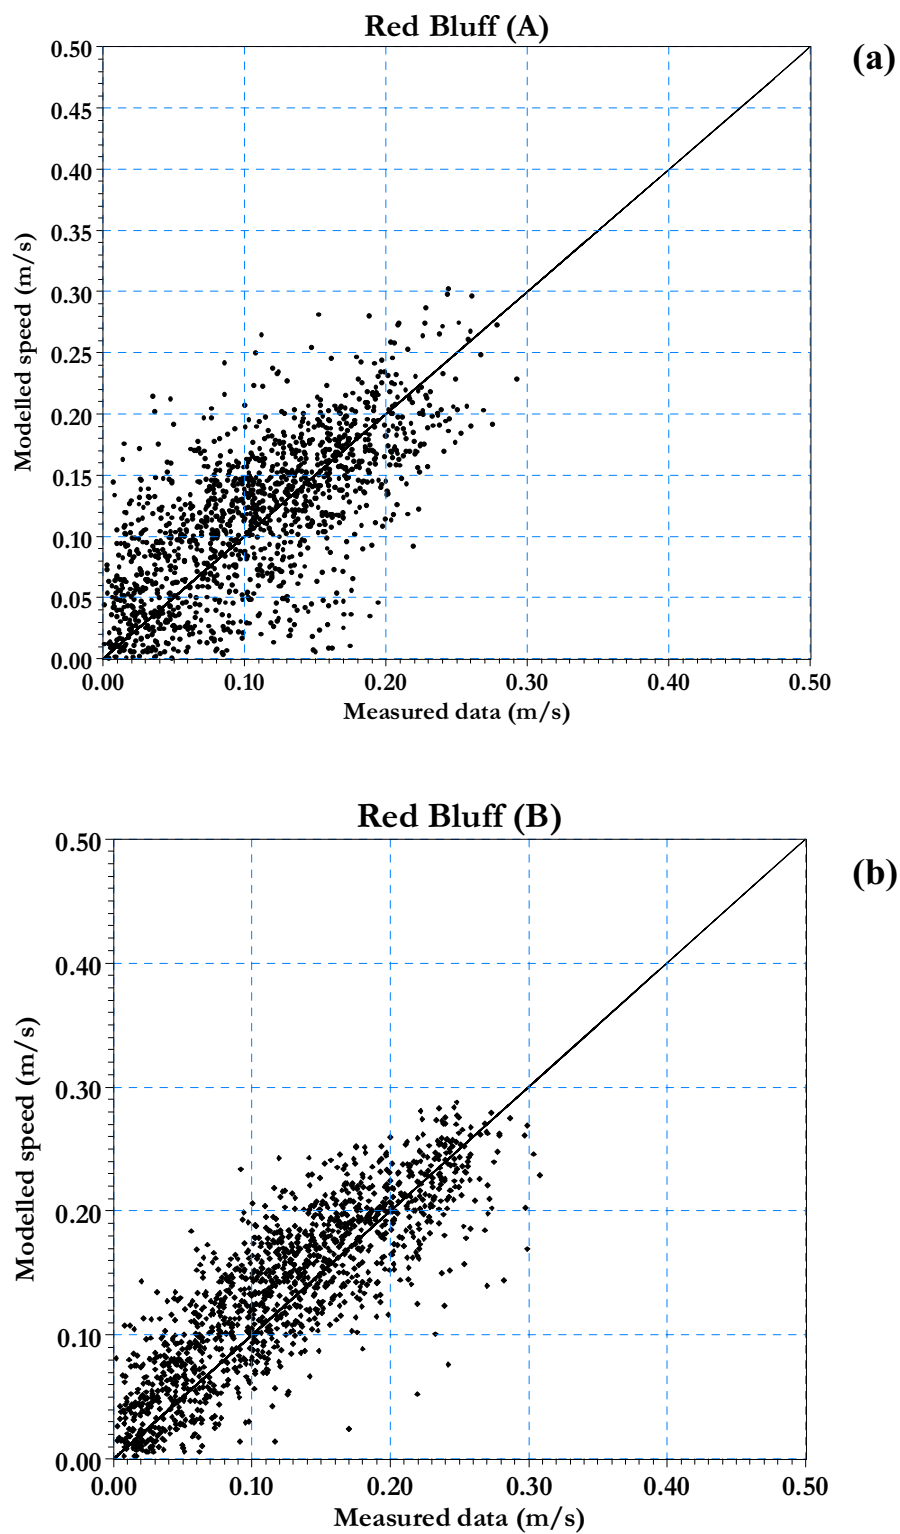 Red Bluff (A)
(a)
0.50
0.45
0.40
0.35
0.30
0.25
0.20
0.15
0.10
0.05
0.00
Modelled speed (m/s)
0.00 0.10 0.20 0.30 0.40 0.50
Measured data (m/s)
Red Bluff (B)
(b)
0.50
0.40
0.30
0.20
0.10
0.00
Modelled speed (m/s)
0.00 0.10 0.20 0.30 0.40 0.50
Measured data (m/s)